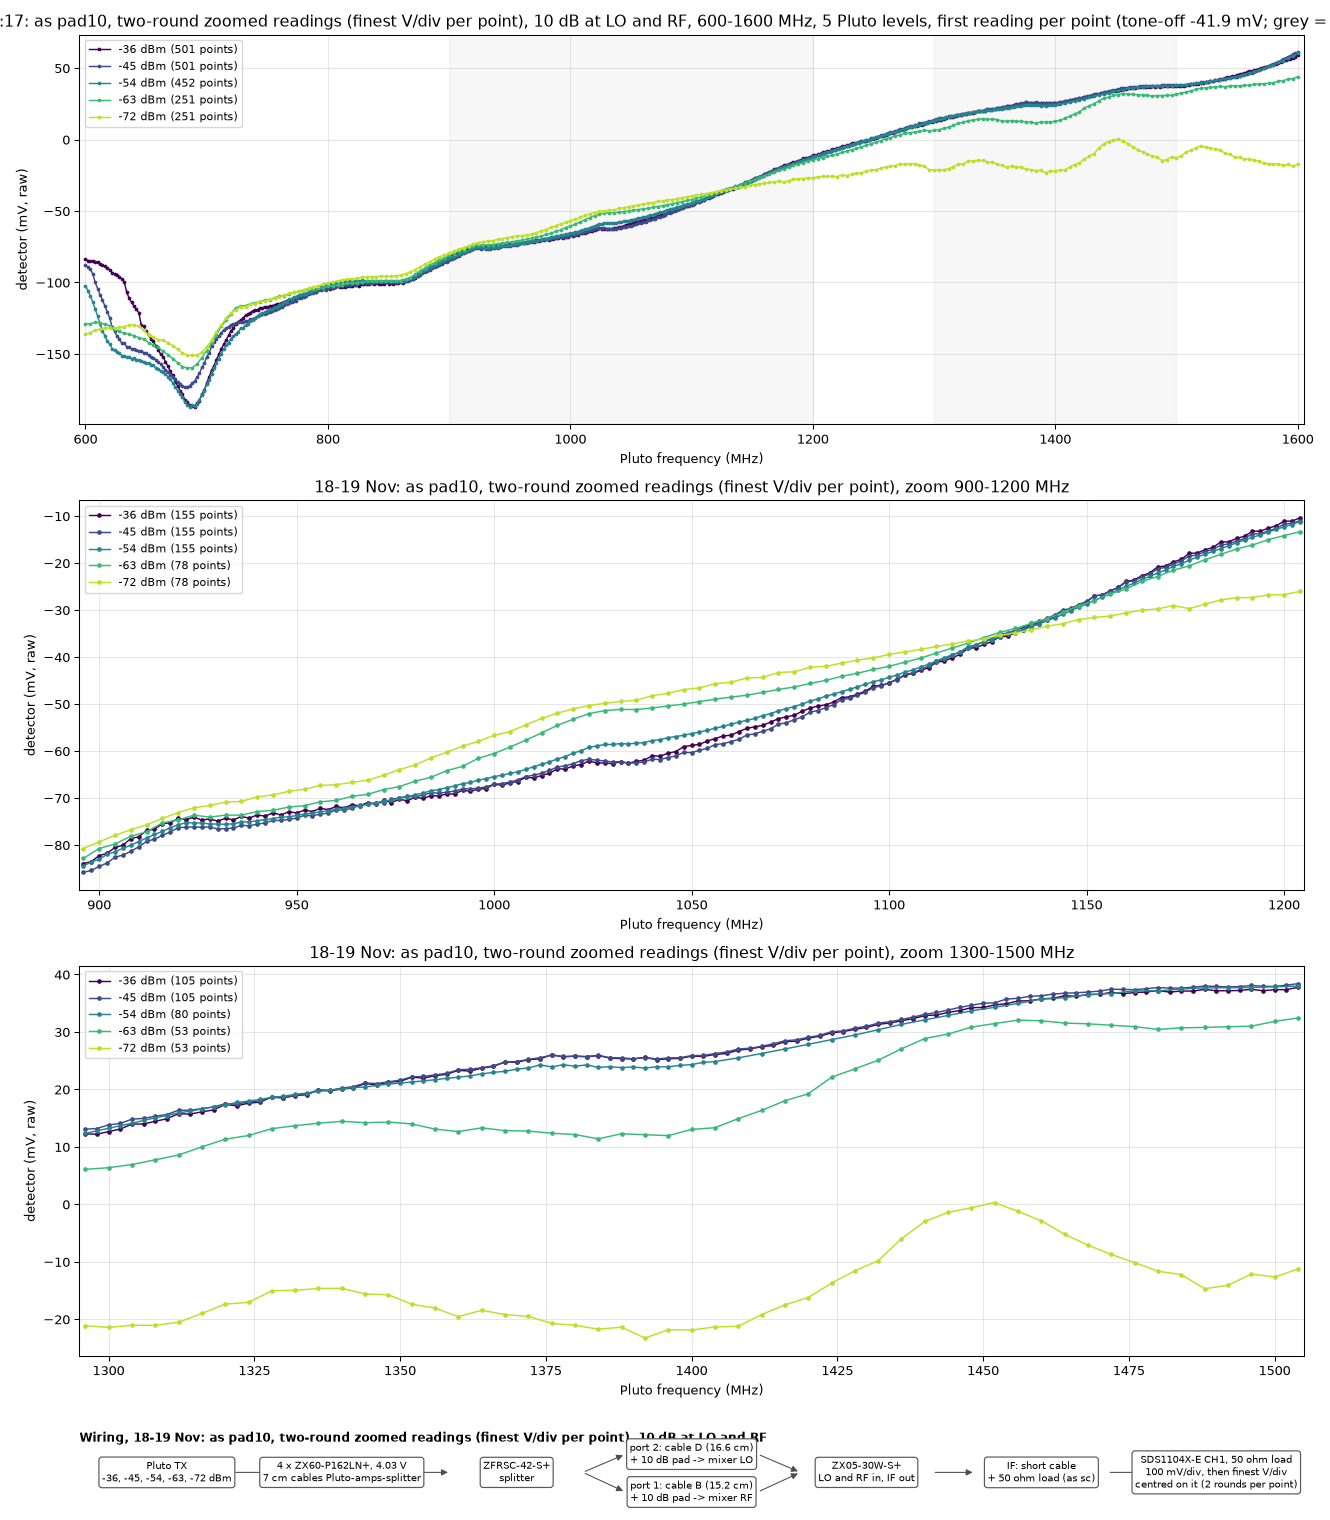 :17: as pad10, two-round zoomed readings (finest V/div per point), 10 dB at LO and RF, 600-1600 MHz, 5 Pluto levels, first reading per point (tone-off -41.9 mV; grey =
-36 dBm (501 points)
-45 dBm (501 points)
-54 dBm (452 points)
-63 dBm (251 points)
-72 dBm (251 points)
detector (mV, raw)
50
0
−50
−100
−150
600
800
1000
1200
1400
1600
Pluto frequency (MHz)
18-19 Nov: as pad10, two-round zoomed readings (finest V/div per point), zoom 900-1200 MHz
-36 dBm (155 points)
-45 dBm (155 points)
-54 dBm (155 points)
-63 dBm (78 points)
-72 dBm (78 points)
detector (mV, raw)
−10
−20
−30
−40
−50
−60
−70
−80
900
950
1000
1050
1100
1150
1200
Pluto frequency (MHz)
18-19 Nov: as pad10, two-round zoomed readings (finest V/div per point), zoom 1300-1500 MHz
-36 dBm (105 points)
-45 dBm (105 points)
-54 dBm (80 points)
-63 dBm (53 points)
-72 dBm (53 points)
detector (mV, raw)
40
30
20
10
0
−10
−20
1300
1325
1350
1375
1400
1425
1450
1475
1500
Pluto frequency (MHz)
Wiring, 18-19 Nov: as pad10, two-round zoomed readings (finest V/div per point), 10 dB at LO and RF
Pluto TX
-36, -45, -54, -63, -72 dBm
4 x ZX60-P162LN+, 4.03 V
7 cm cables Pluto-amps-splitter
ZFRSC-42-S+
splitter
port 2: cable D (16.6 cm)
+ 10 dB pad -> mixer LO
port 1: cable B (15.2 cm)
+ 10 dB pad -> mixer RF
ZX05-30W-S+
LO and RF in, IF out
IF: short cable
+ 50 ohm load (as sc)
SDS1104X-E CH1, 50 ohm load
100 mV/div, then finest V/div
centred on it (2 rounds per point)